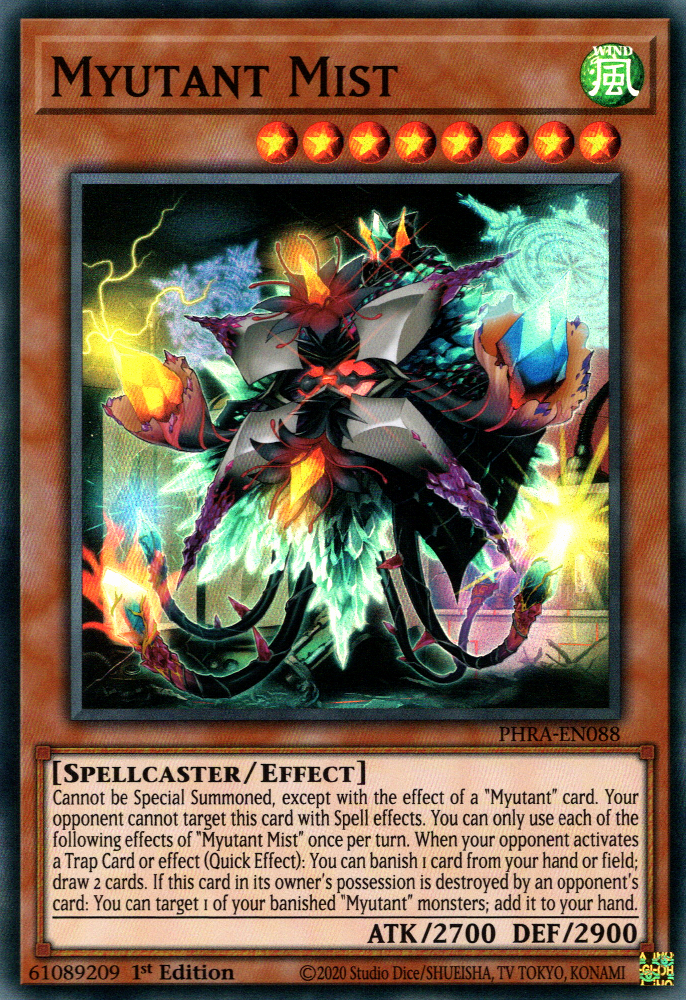 MYUTANT MIST
WIND
風
PHRA-EN088
[SPELLCASTER/EFFECT]
Cannot be Special Summoned, except with the effect of a "Myutant" card. Your
opponent cannot target this card with Spell effects. You can only use each of the
following effects of "Myutant Mist" once per turn. When your opponent activates
a Trap Card or effect (Quick Effect): You can banish 1 card from your hand or field;
draw 2 cards. If this card in its owner's possession is destroyed by an opponent's
card: You can target 1 of your banished "Myutant" monsters; add it to your hand.
ATK/2700 DEF/2900
61089209 1st Edition ©2020 Studio Dice/SHUEISHA, TV TOKYO, KONAMI